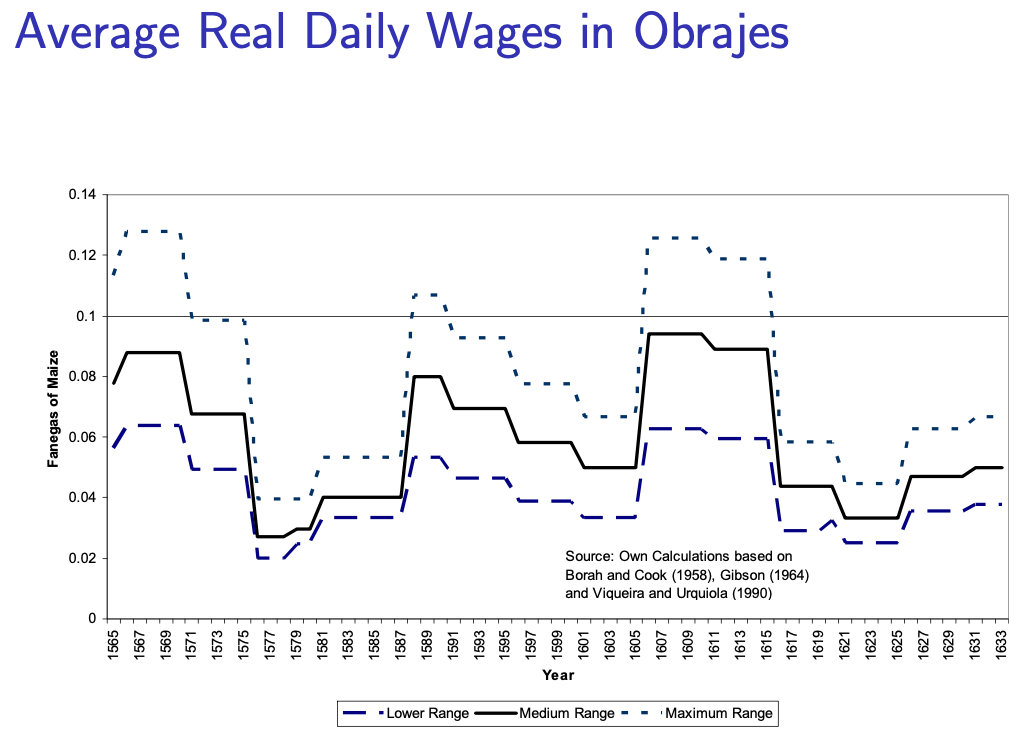 Average Real Daily Wages in Obrajes
0.14
0.12
0.1
0.08
0.06
0.04
0.02
0
Fanegas of Maize
Source: Own Calculations based on
Borah and Cook (1958), Gibson (1964)
and Viqueira and Urquiola (1990)
1565 1567 1569 1571 1573 1575 1577 1579 1581 1583 1585 1587 1589 1591 1593 1595 1597 1599 1601 1603 1605 1607 1609 1611 1613 1615 1617 1619 1621 1623 1625 1627 1629 1631 1633
Year
Lower Range Medium Range Maximum Range